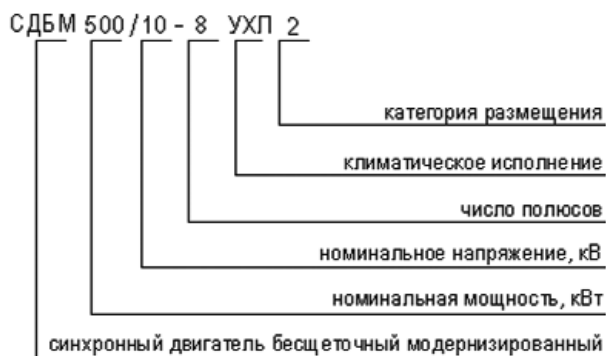 СДБМ 500/10 - 8 УХЛ 2
категория размещения
климатическое исполнение
число полюсов
номинальное напряжение, кВ
номинальная мощность, кВт
синхронный двигатель бесщеточный модернизированный